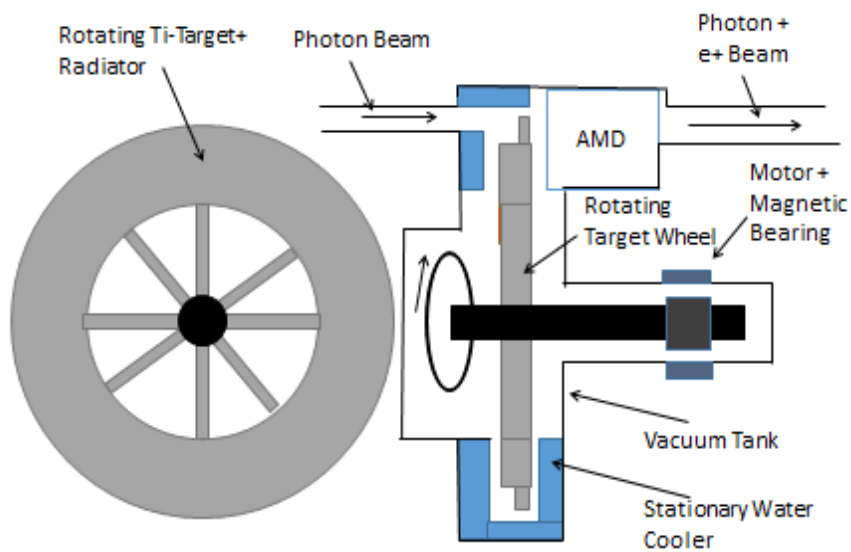 Rotating Ti-Target+
Radiator
Photon Beam
Photon +
e+ Beam
AMD
Motor +
Magnetic
Bearing
Rotating
Target Wheel
Vacuum Tank
Stationary Water
Cooler